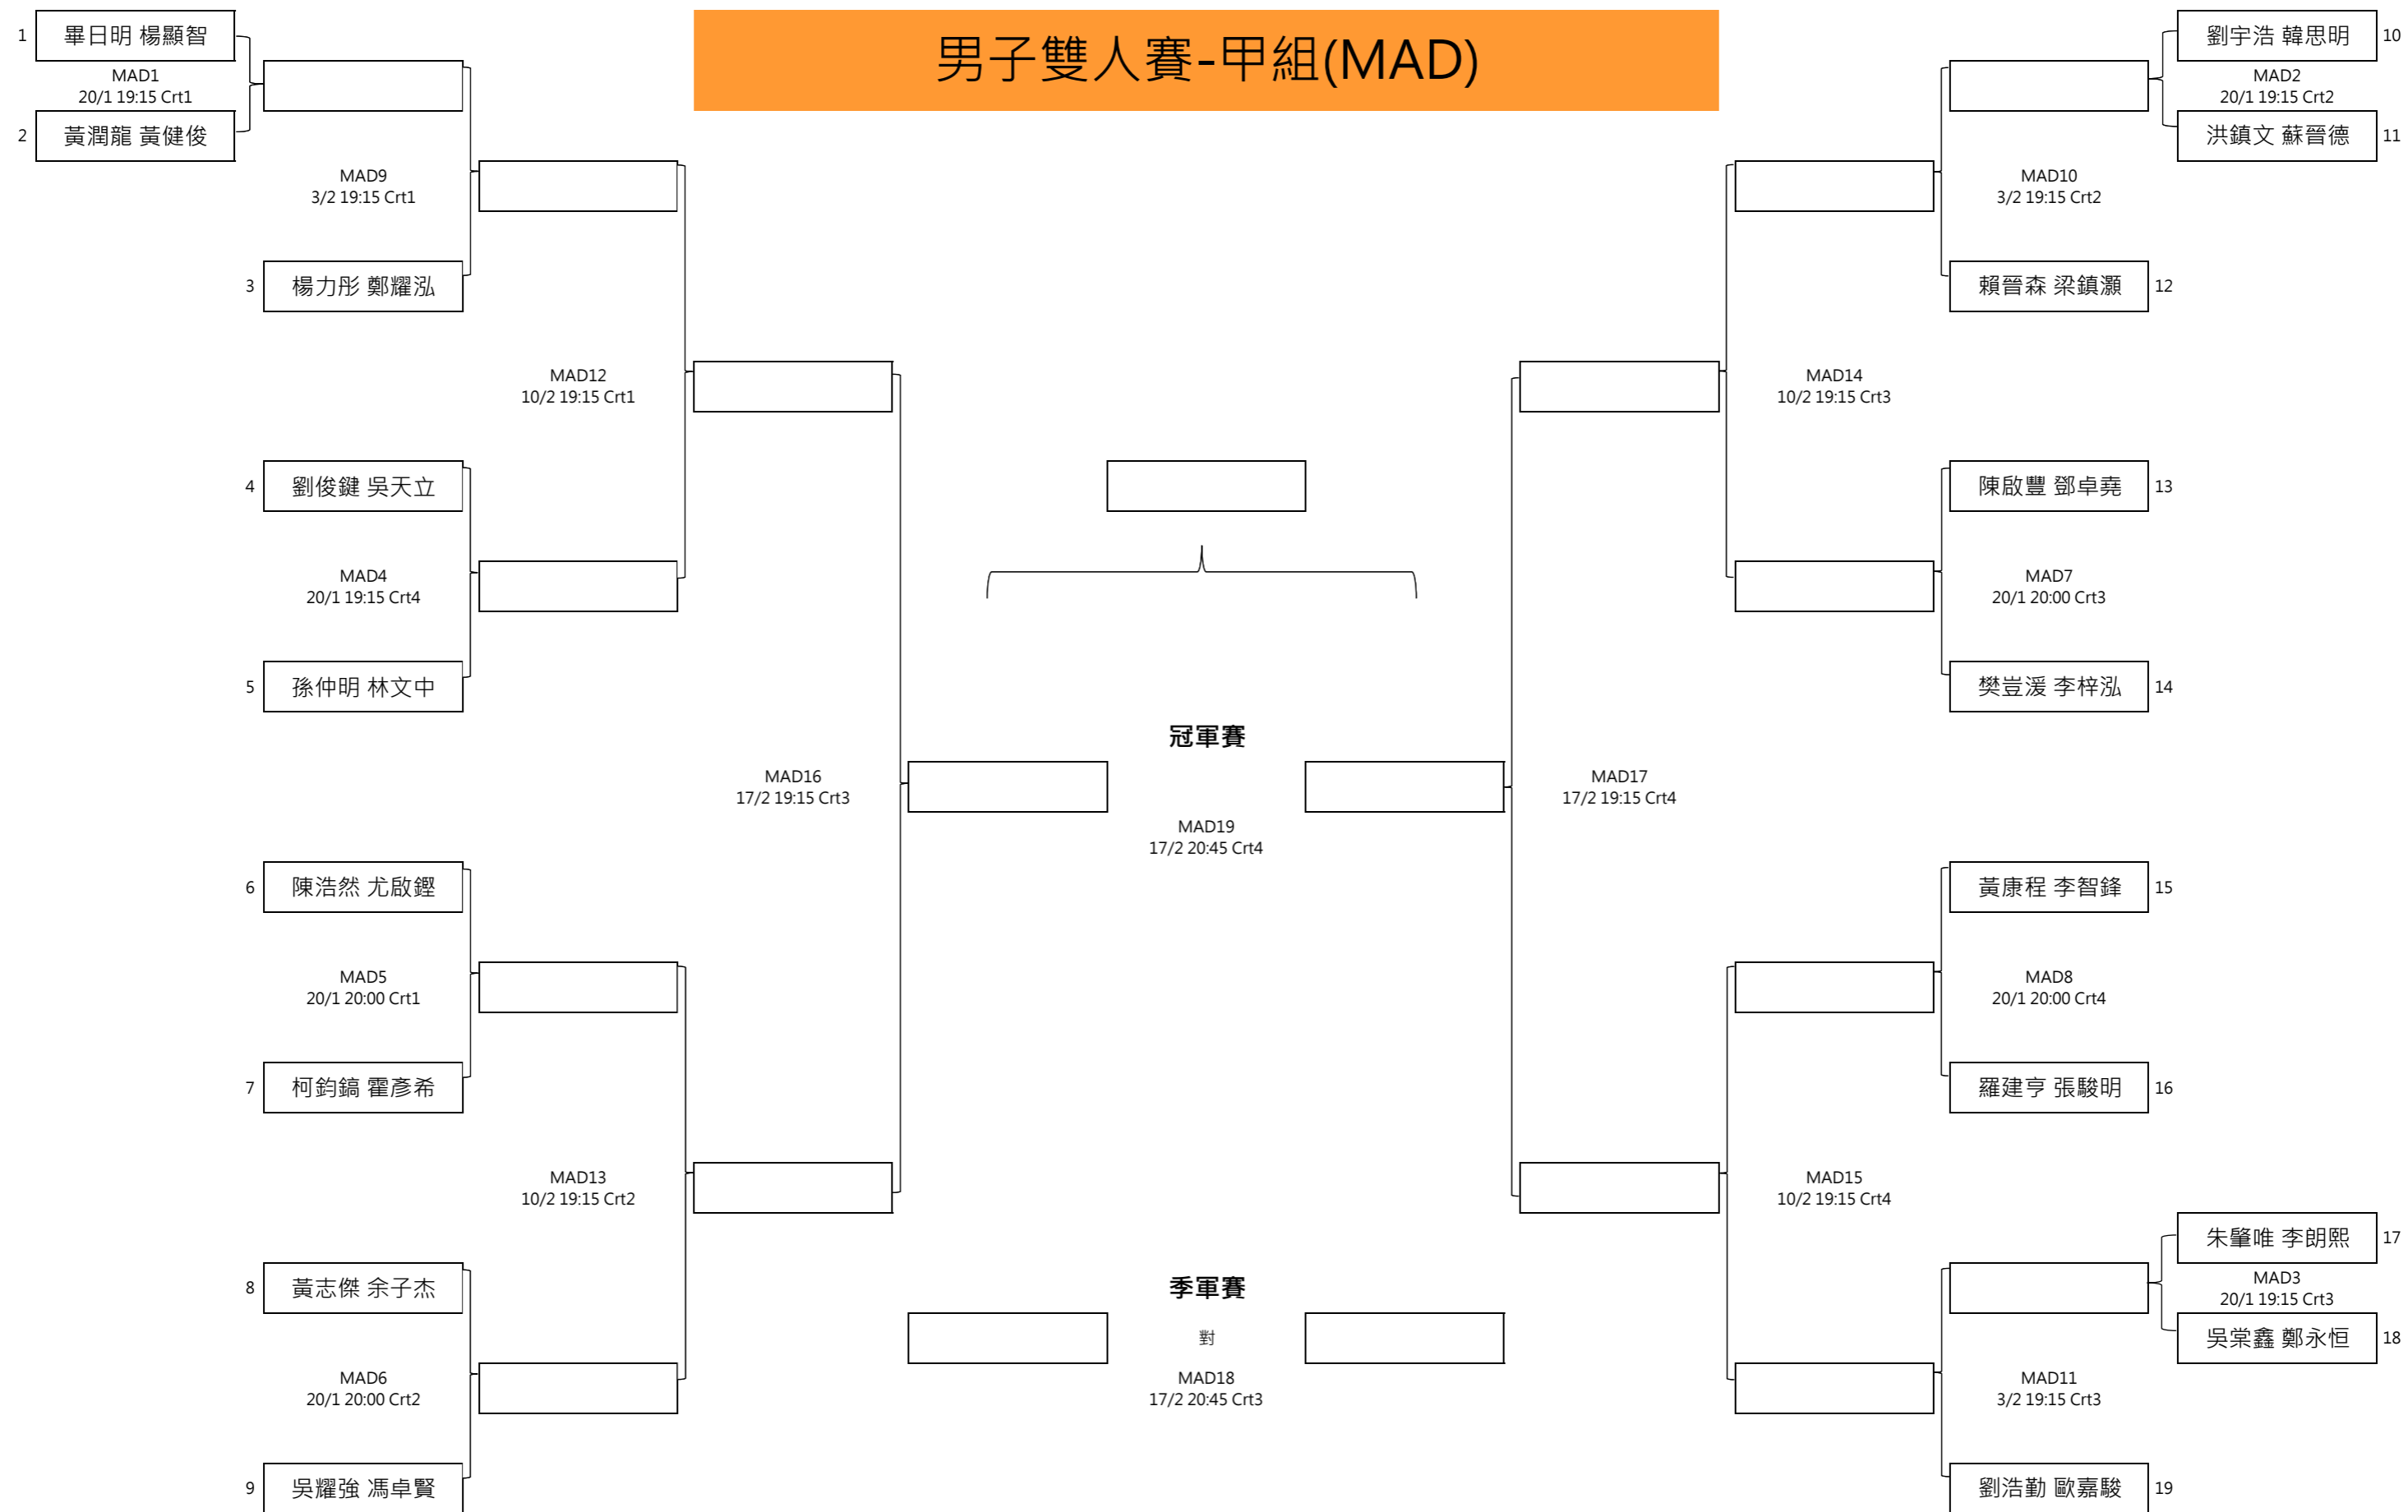 男子雙人賽-甲組(MAD)
1 畢日明 楊顯智
MAD1
20/1 19:15 Crt1
2 黃潤龍 黃健俊
MAD9
3/2 19:15 Crt1
3 楊力彤 鄭耀泓
MAD12
10/2 19:15 Crt1
4 劉俊鍵 吳天立
MAD4
20/1 19:15 Crt4
5 孫仲明 林文中
MAD16
17/2 19:15 Crt3
6 陳浩然 尤啟鏗
MAD5
20/1 20:00 Crt1
7 柯鈞鎬 霍彥希
MAD13
10/2 19:15 Crt2
8 黃志傑 余子杰
MAD6
20/1 20:00 Crt2
9 吳耀強 馮卓賢
冠軍賽
MAD19
17/2 20:45 Crt4
季軍賽
對
MAD18
17/2 20:45 Crt3
劉宇浩 韓思明 10
MAD2
20/1 19:15 Crt2
洪鎮文 蘇晉德 11
MAD10
3/2 19:15 Crt2
賴晉森 梁鎮灝 12
MAD14
10/2 19:15 Crt3
陳啟豐 鄧卓堯 13
MAD7
20/1 20:00 Crt3
樊豈湲 李梓泓 14
MAD17
17/2 19:15 Crt4
黃康程 李智鋒 15
MAD8
20/1 20:00 Crt4
羅建亨 張駿明 16
MAD15
10/2 19:15 Crt4
朱肇唯 李朗熙 17
MAD3
20/1 19:15 Crt3
吳棠鑫 鄭永恒 18
MAD11
3/2 19:15 Crt3
劉浩勤 歐嘉駿 19